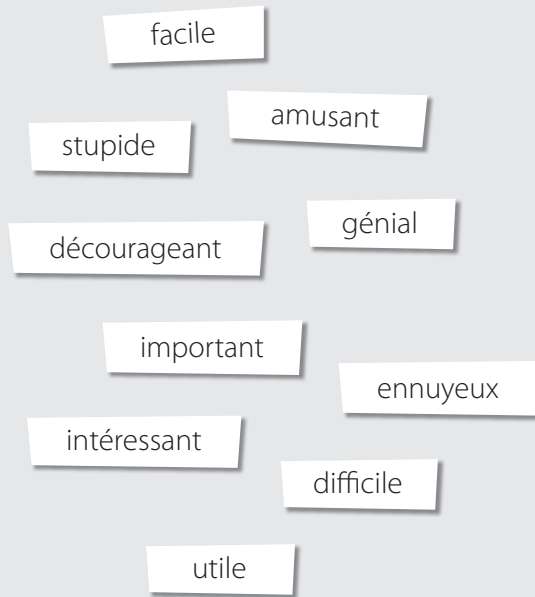 facile
amusant
stupide
génial
décourageant
important
ennuyeux
intéressant
difficile
utile